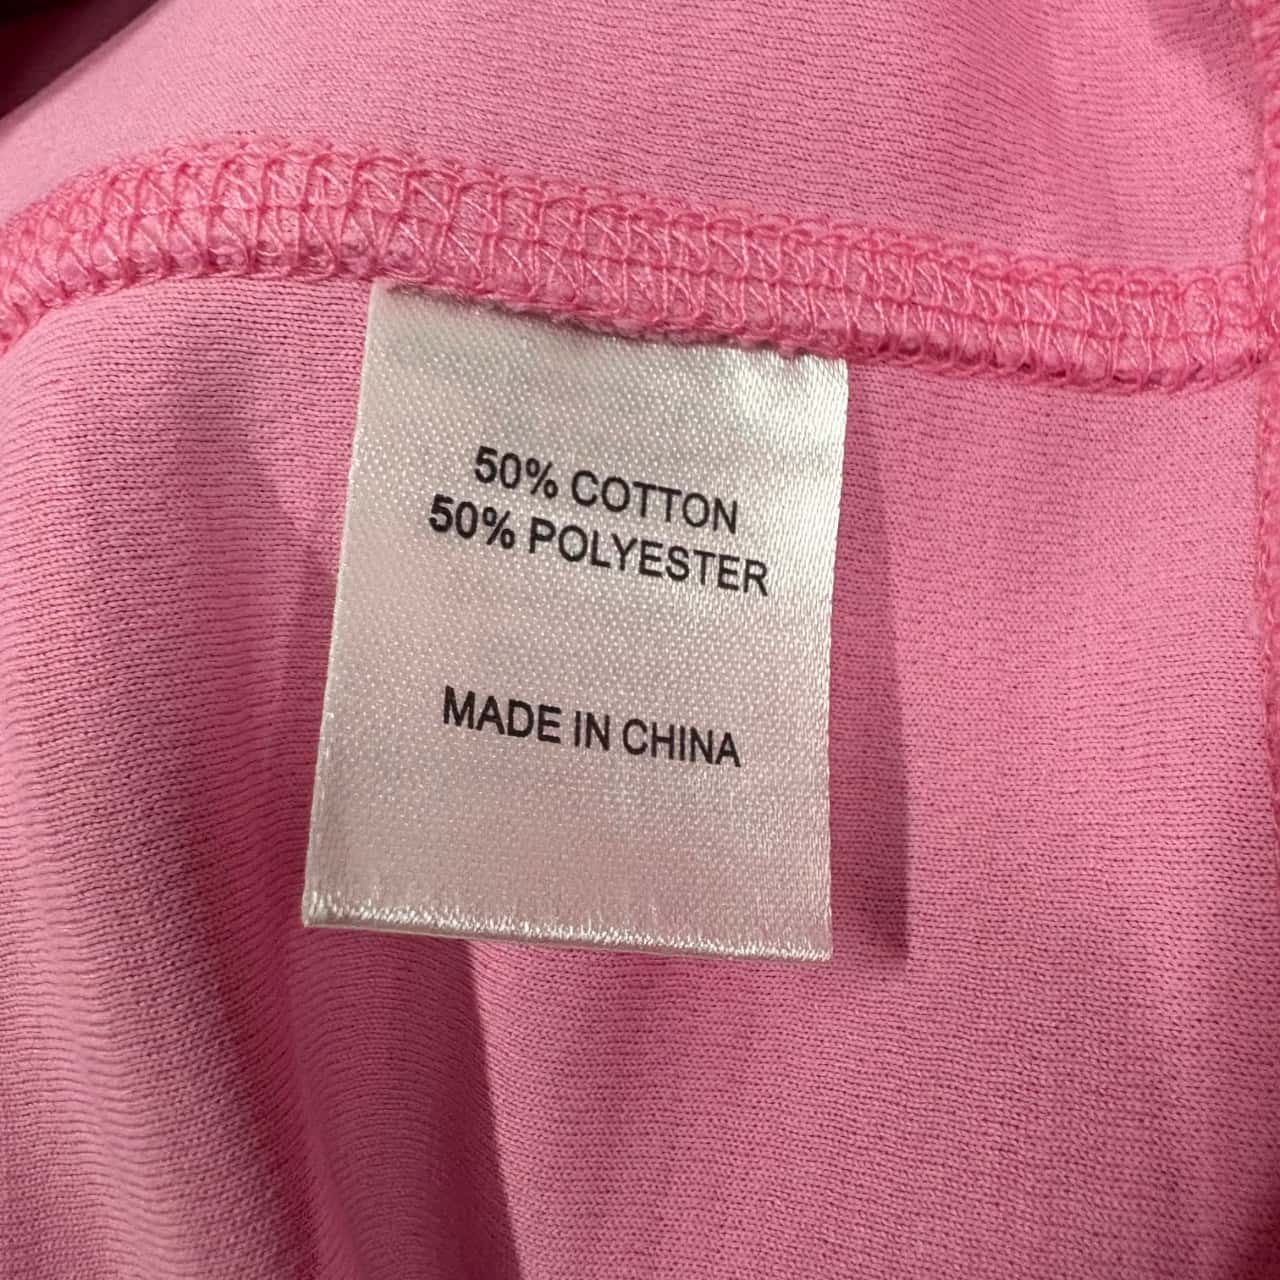 50% COTTON
50% POLYESTER
MADE IN CHINA